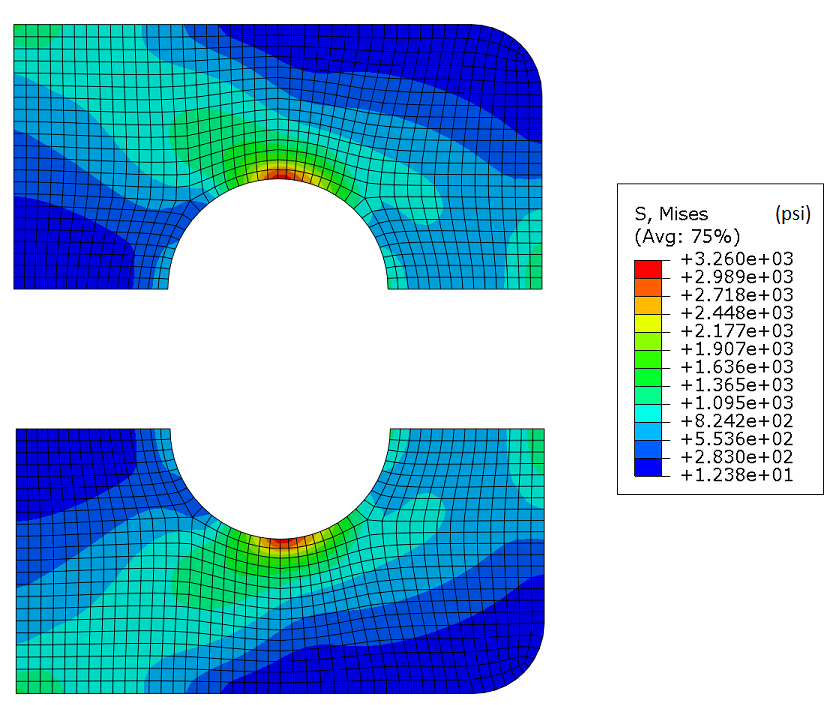 S, Mises (psi)
(Avg: 75%)
+3.260e+03
+2.989e+03
+2.718e+03
+2.448e+03
+2.177e+03
+1.907e+03
+1.636e+03
+1.365e+03
+1.095e+03
+8.242e+02
+5.536e+02
+2.830e+02
+1.238e+01